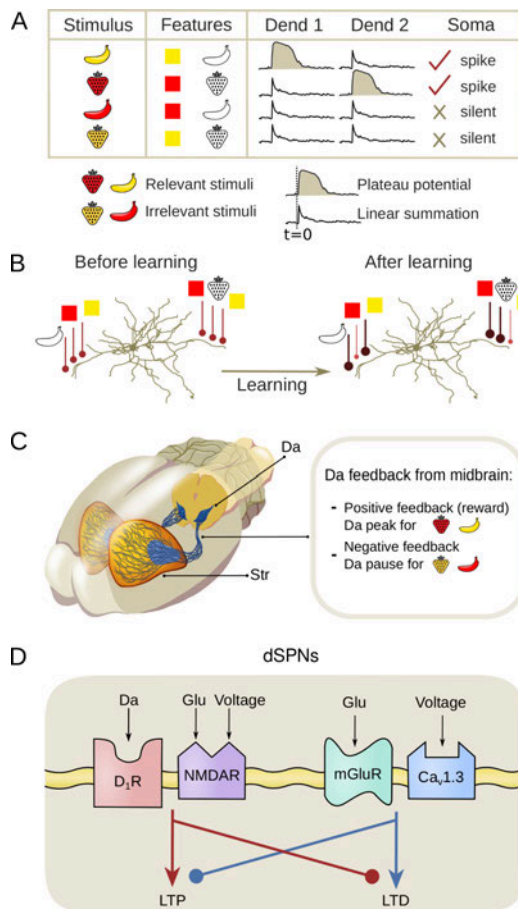 A
Stimulus Features Dend 1 Dend 2 Soma
spike
spike
silent
silent
Relevant stimuli
Irrelevant stimuli
Plateau potential
Linear summation
t=0
B
Before learning After learning
Learning
C
Da
Str
Da feedback from midbrain:
- Positive feedback (reward)
Da peak for
- Negative feedback
Da pause for
D
dSPNs
Da Glu Voltage Glu Voltage
D₁R NMDAR mGluR Caᵥ1.3
LTP LTD